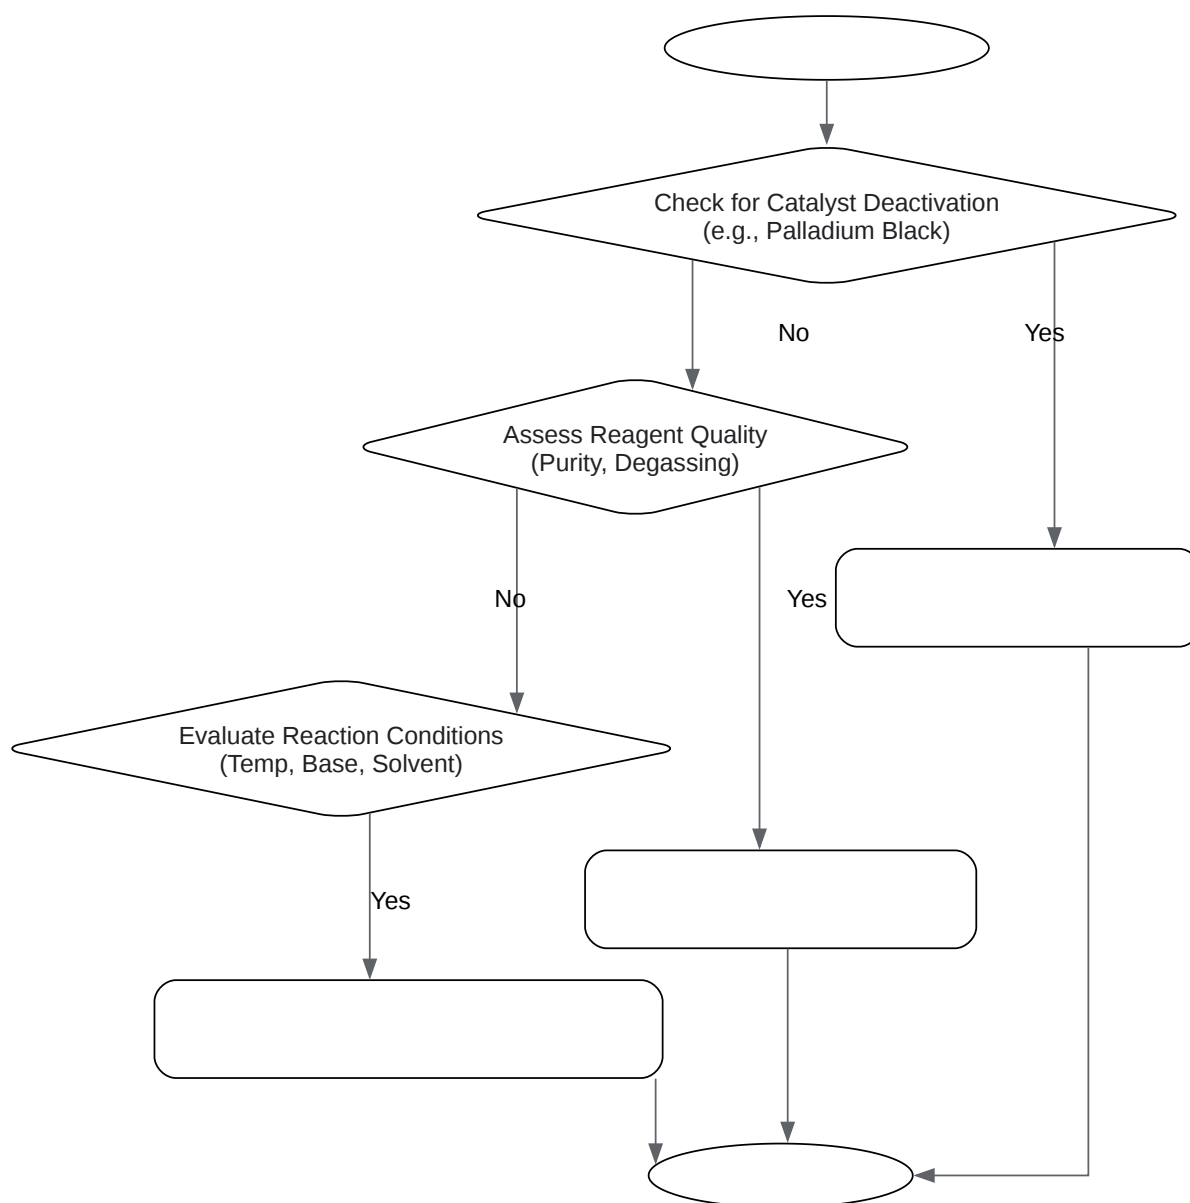 Check for Catalyst Deactivation
(e.g., Palladium Black)
No
Yes
Assess Reagent Quality
(Purity, Degassing)
No
Yes
Evaluate Reaction Conditions
(Temp, Base, Solvent)
Yes